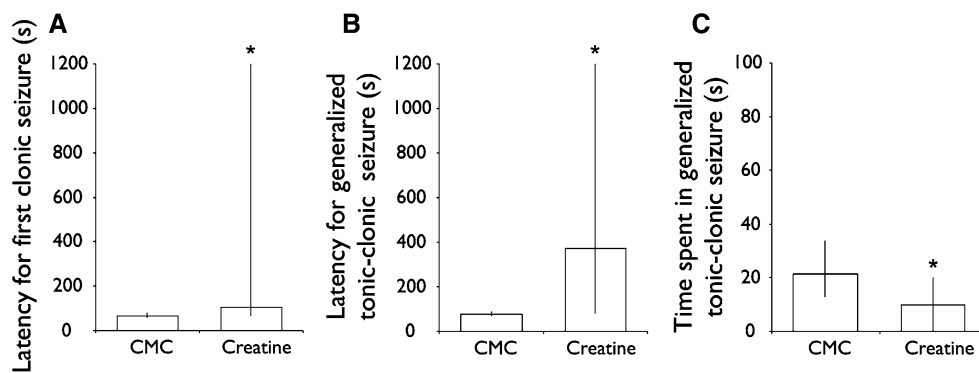 A
Latency for first clonic seizure (s)
*
1200
1000
800
600
400
200
0
CMC Creatine
B
Latency for generalized
tonic-clonic seizure (s)
*
1200
1000
800
600
400
200
0
CMC Creatine
C
Time spent in generalized
tonic-clonic seizure (s)
100
80
60
40
20
0
*
CMC Creatine